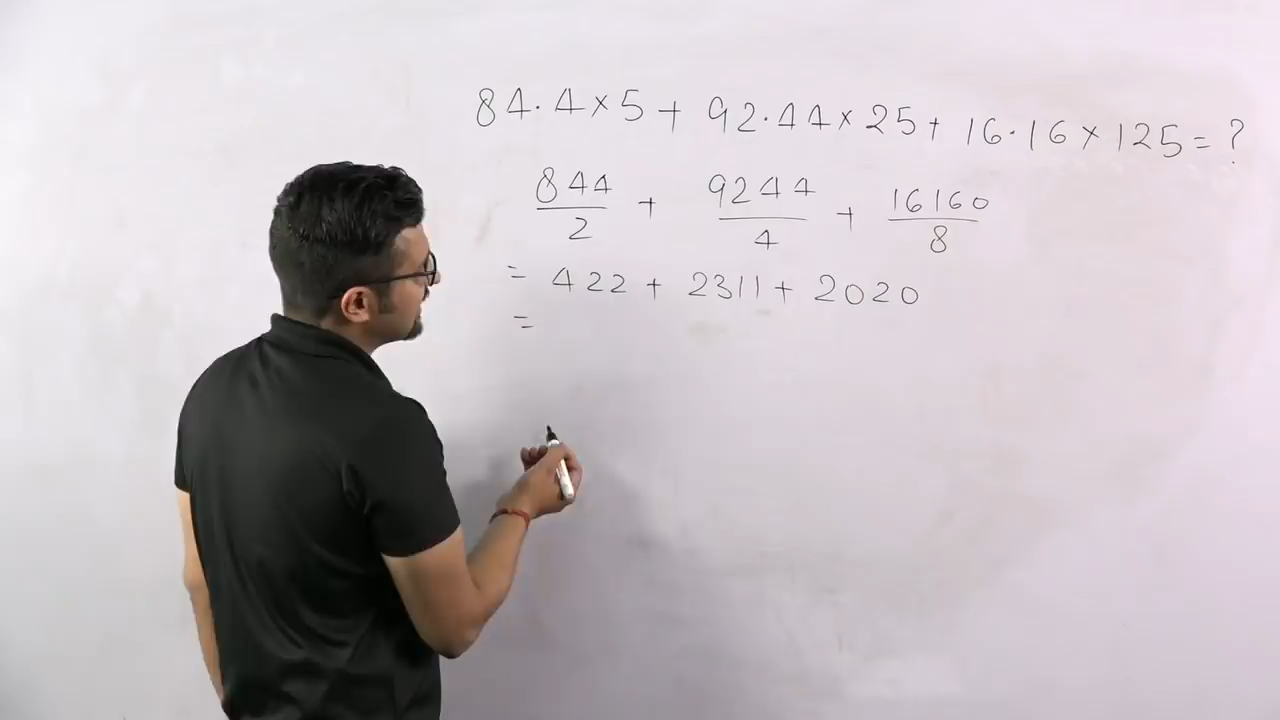 84.4×5+ 92.44×25+ 16.16×125=?
844/2 + 9244/4 + 16160/8
= 422 + 2311 + 2020
=